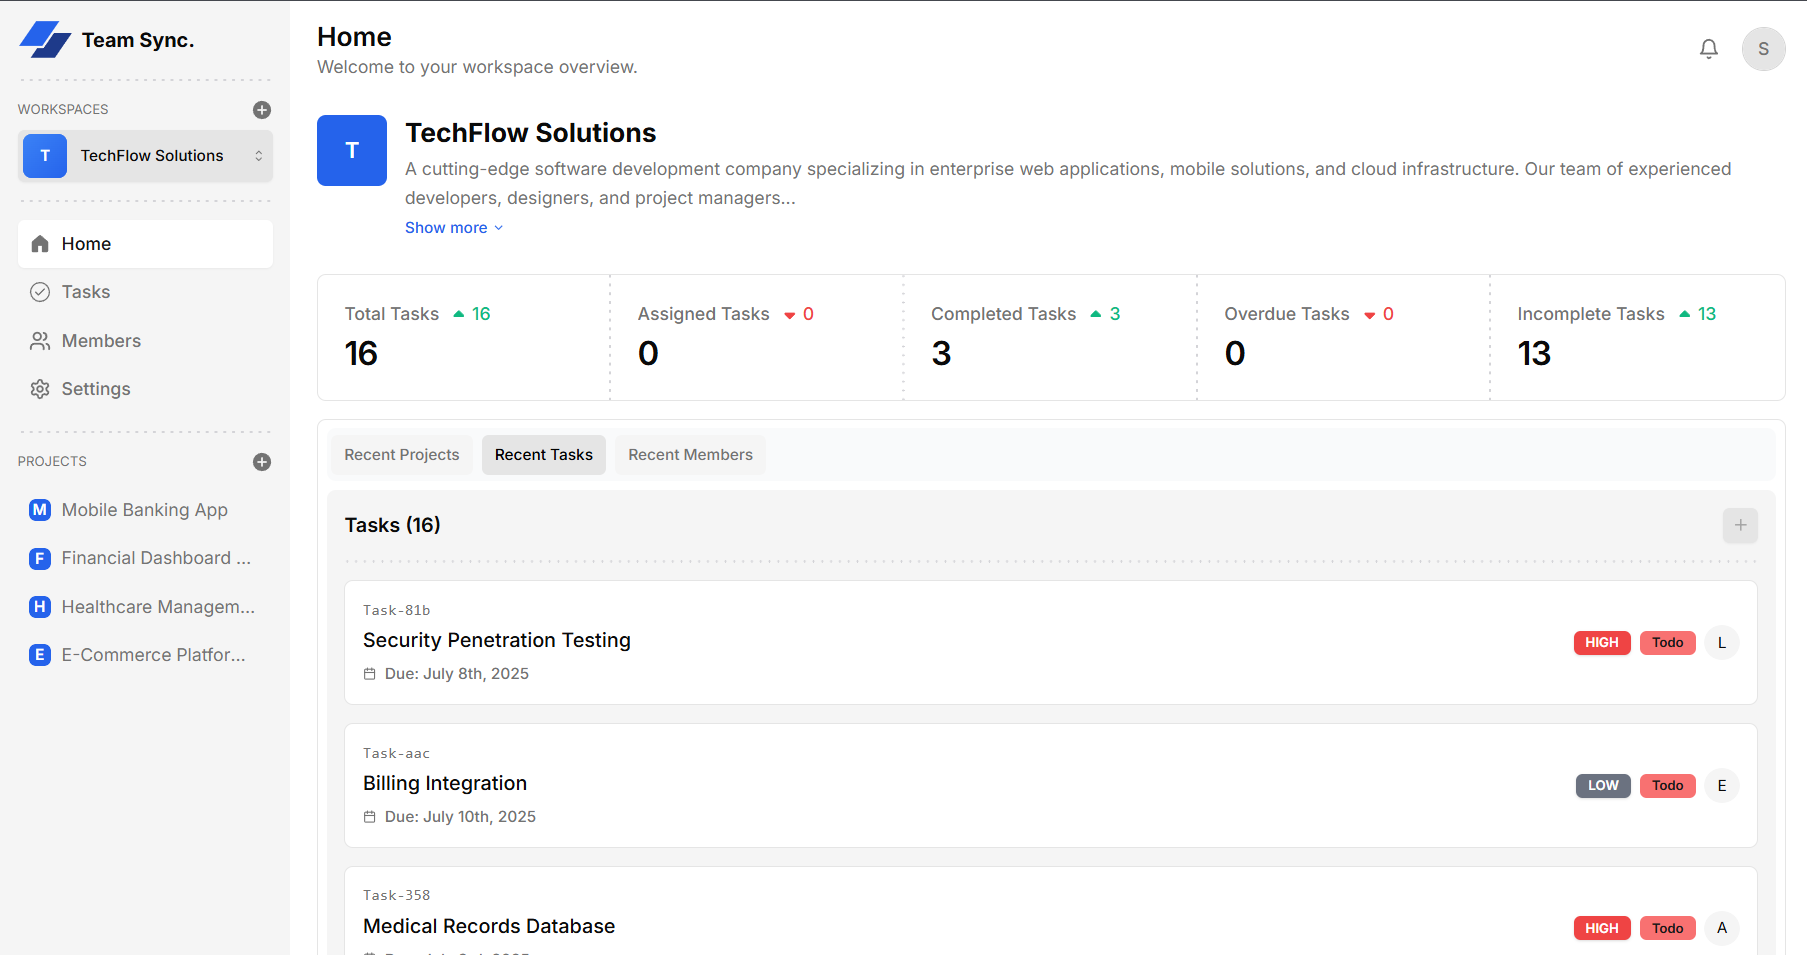 Team Sync.
WORKSPACES
T
TechFlow Solutions
Home
Tasks
Members
Settings
PROJECTS
M Mobile Banking App
F Financial Dashboard ...
H Healthcare Managem...
E E-Commerce Platfor...
Home
Welcome to your workspace overview.
S
T
TechFlow Solutions
A cutting-edge software development company specializing in enterprise web applications, mobile solutions, and cloud infrastructure. Our team of experienced
developers, designers, and project managers...
Show more
Total Tasks 16
16
Assigned Tasks 0
0
Completed Tasks 3
3
Overdue Tasks 0
0
Incomplete Tasks 13
13
Recent Projects
Recent Tasks
Recent Members
Tasks (16)
Task-81b
Security Penetration Testing
Due: July 8th, 2025
HIGH Todo L
Task-aac
Billing Integration
Due: July 10th, 2025
LOW Todo E
Task-358
Medical Records Database
HIGH Todo A